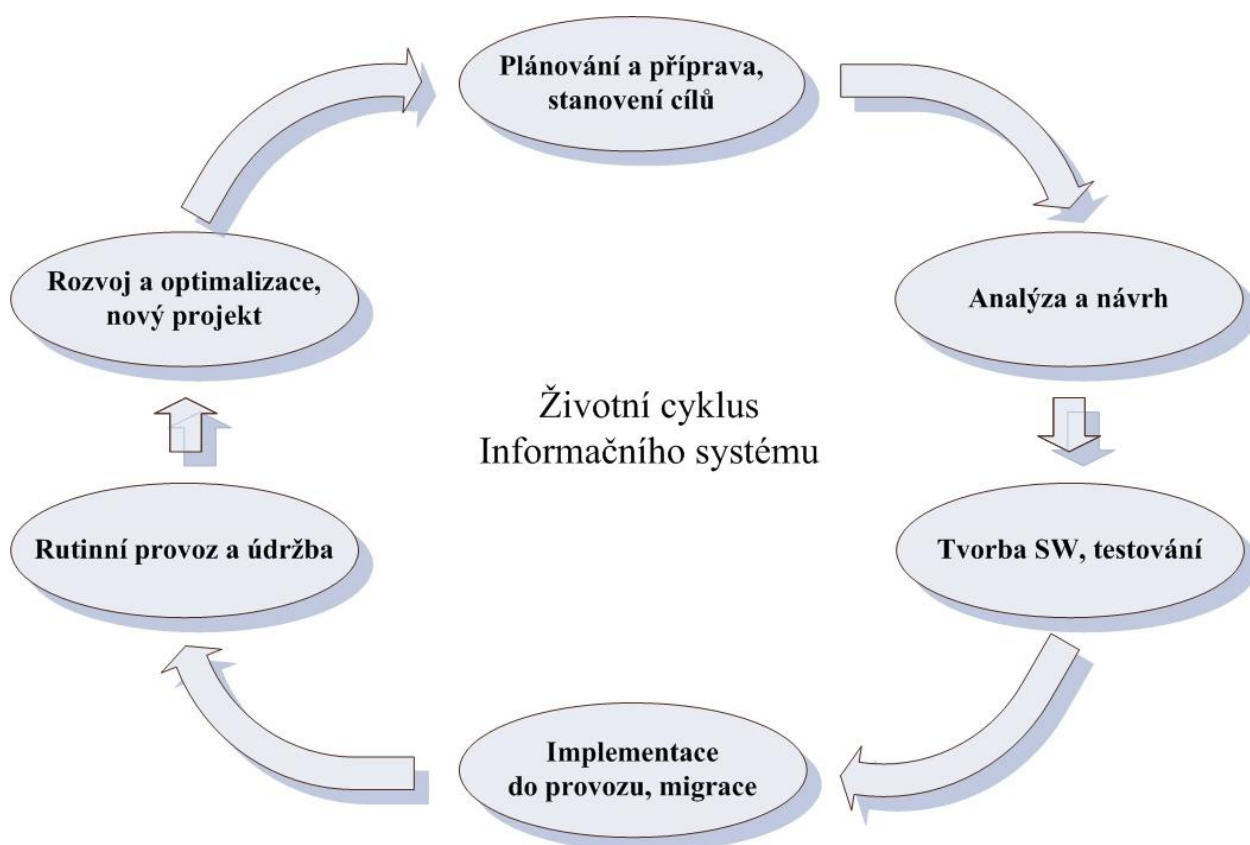 Plánování a příprava,
stanovení cílů
Analýza a návrh
Tvorba SW, testování
Implementace
do provozu, migrace
Rutinní provoz a údržba
Rozvoj a optimalizace,
nový projekt
Životní cyklus
Informačního systému